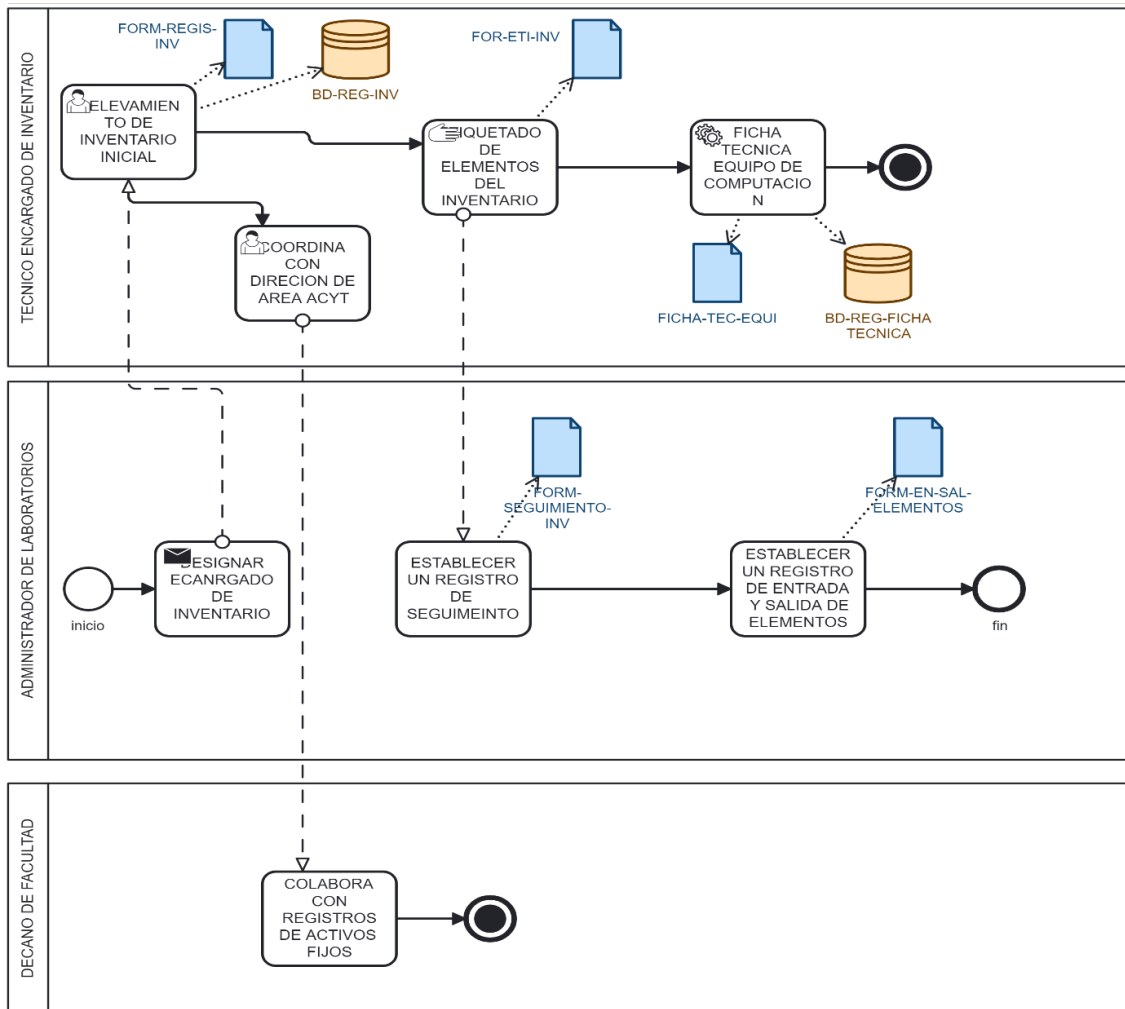 TECNICO ENCARGADO DE INVENTARIO
FORM-REGIS-
INV
BD-REG-INV
FOR-ETI-INV
ELEVAMIEN
TO DE
INVENTARIO
INICIAL
IQUETADO
DE
ELEMENTOS
DEL
INVENTARIO
FICHA
TECNICA
EQUIPO DE
COMPUTACIO
N
COORDINA
CON
DIRECION DE
AREA ACYT
FICHA-TEC-EQUI
BD-REG-FICHA
TECNICA
ADMINISTRADOR DE LABORATORIOS
FORM-
SEGUIMIENTO-
INV
FORM-EN-SAL-
ELEMENTOS
inicio
DESIGNAR
ECANRGADO
DE
INVENTARIO
ESTABLECER
UN REGISTRO
DE
SEGUIMEINTO
ESTABLECER
UN REGISTRO
DE ENTRADA
Y SALIDA DE
ELEMENTOS
fin
DECANO DE FACULTAD
COLABORA
CON
REGISTROS
DE ACTIVOS
FIJOS